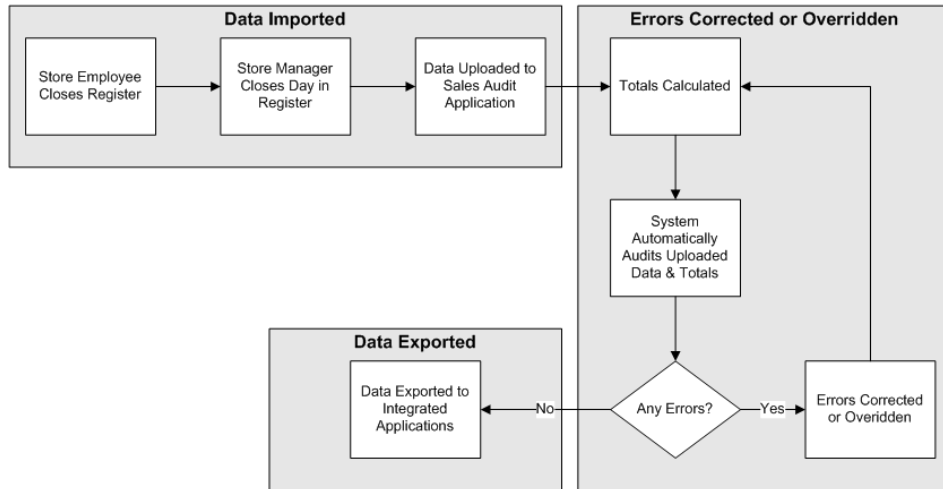 Data Imported
Store Employee
Closes Register
Store Manager
Closes Day in
Register
Data Uploaded to
Sales Audit
Application
Errors Corrected or Overridden
Totals Calculated
System
Automatically
Audits Uploaded
Data & Totals
Any Errors?
Yes
Errors Corrected
or Overidden
No
Data Exported
Data Exported to
Integrated
Applications